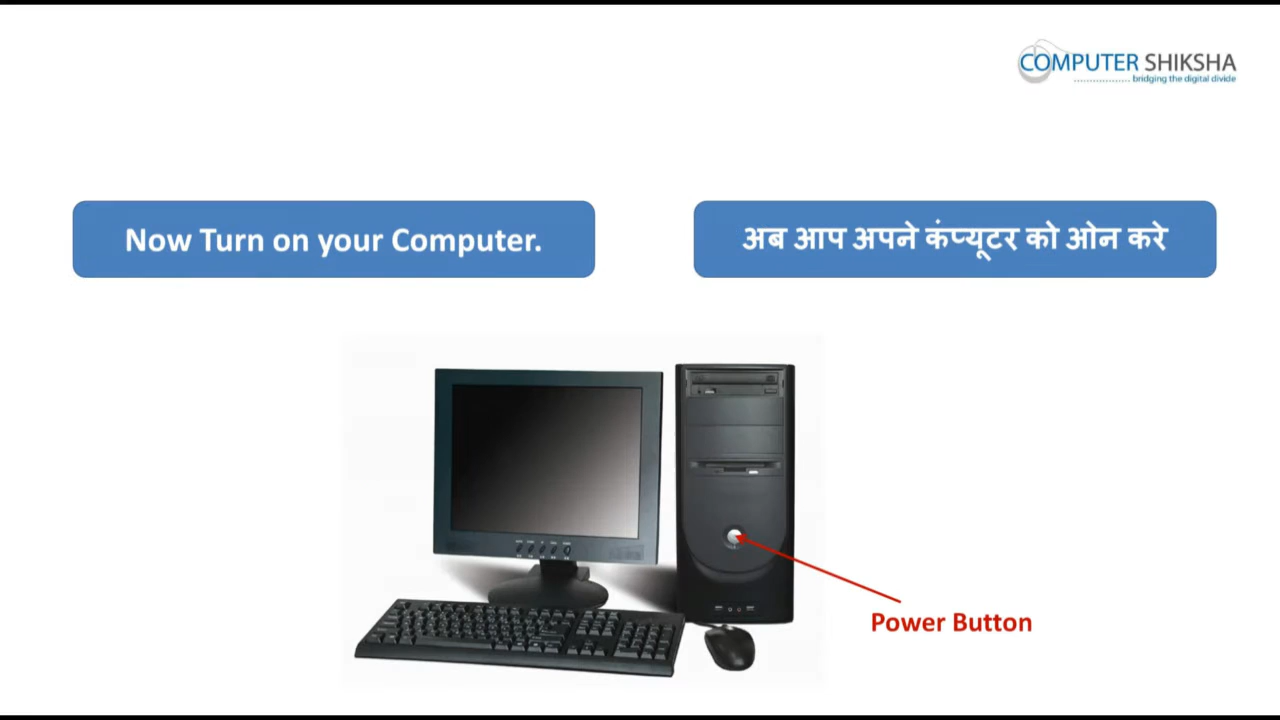 COMPUTER SHIKSHA
bridging the digital divide
Now Turn on your Computer.
अब आप अपने कंप्यूटर को ओन करे
Power Button